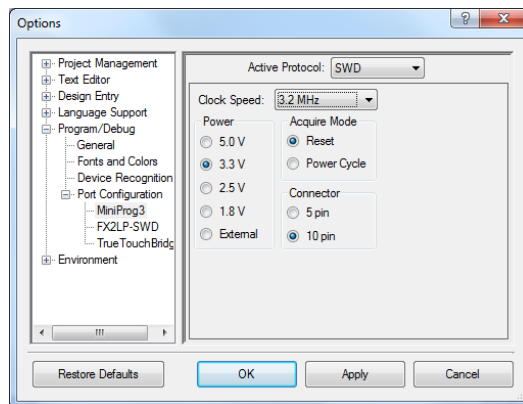 Options
Project Management
Text Editor
Design Entry
Language Support
Program/Debug
General
Fonts and Colors
Device Recognition
Port Configuration
MiniProg3
FX2LP-SWD
TrueTouchBridg
Environment
Active Protocol: SWD
Clock Speed: 3.2 MHz
Power
5.0 V
3.3 V
2.5 V
1.8 V
External
Acquire Mode
Reset
Power Cycle
Connector
5 pin
10 pin
Restore Defaults
OK
Apply
Cancel